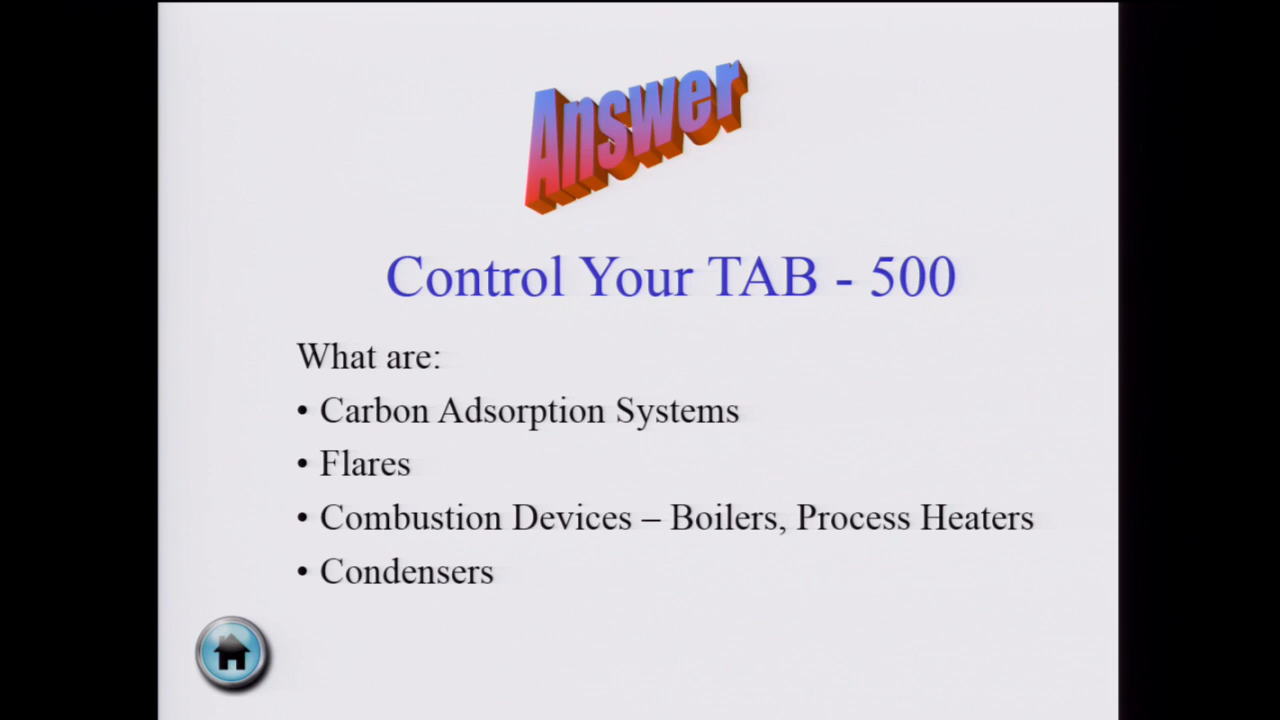 Answer
Control Your TAB - 500
What are:
• Carbon Adsorption Systems
• Flares
• Combustion Devices – Boilers, Process Heaters
• Condensers